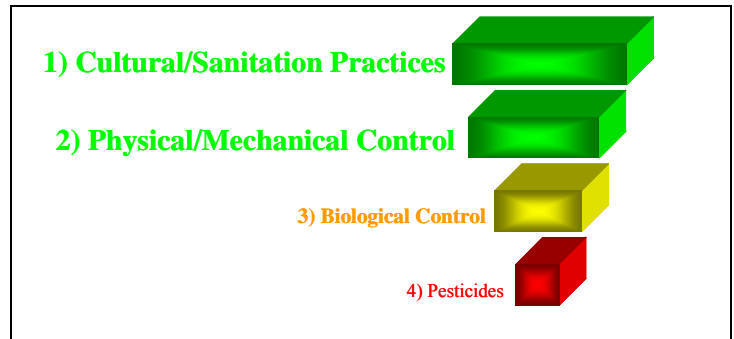 1) Cultural/Sanitation Practices
2) Physical/Mechanical Control
3) Biological Control
4) Pesticides